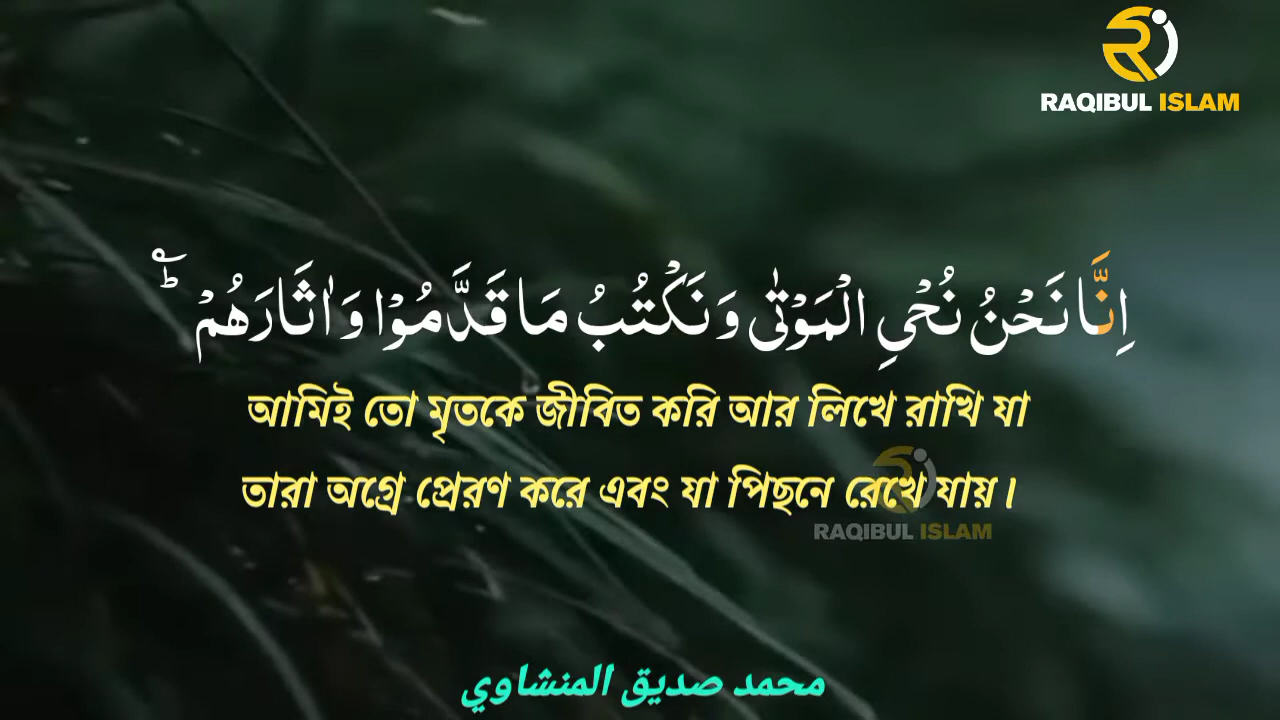 RAQIBUL ISLAM
اِنَّا نَحْنُ نُحْيِ الْمَوْتٰى وَنَكْتُبُ مَا قَدَّمُوْا وَاٰثَارَهُمْ ۛؕ
আমিই তো মৃতকে জীবিত করি আর লিখে রাখি যা
তারা অগ্রে প্রেরণ করে এবং যা পিছনে রেখে যায়।
RAQIBUL ISLAM
محمد صديق المنشاوي